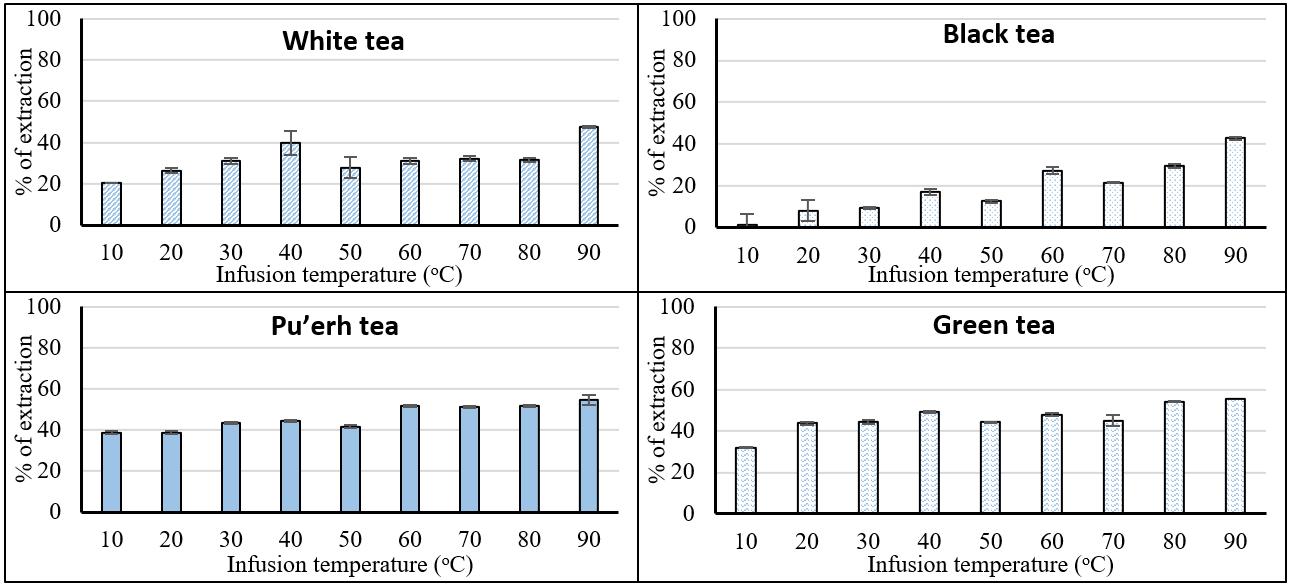 White tea
% of extraction
100
80
60
40
20
0
10 20 30 40 50 60 70 80 90
Infusion temperature (°C)
Black tea
% of extraction
100
80
60
40
20
0
10 20 30 40 50 60 70 80 90
Infusion temperature (°C)
Pu’erh tea
% of extraction
100
80
60
40
20
0
10 20 30 40 50 60 70 80 90
Infusion temperature (°C)
Green tea
% of extraction
100
80
60
40
20
0
10 20 30 40 50 60 70 80 90
Infusion temperature (°C)